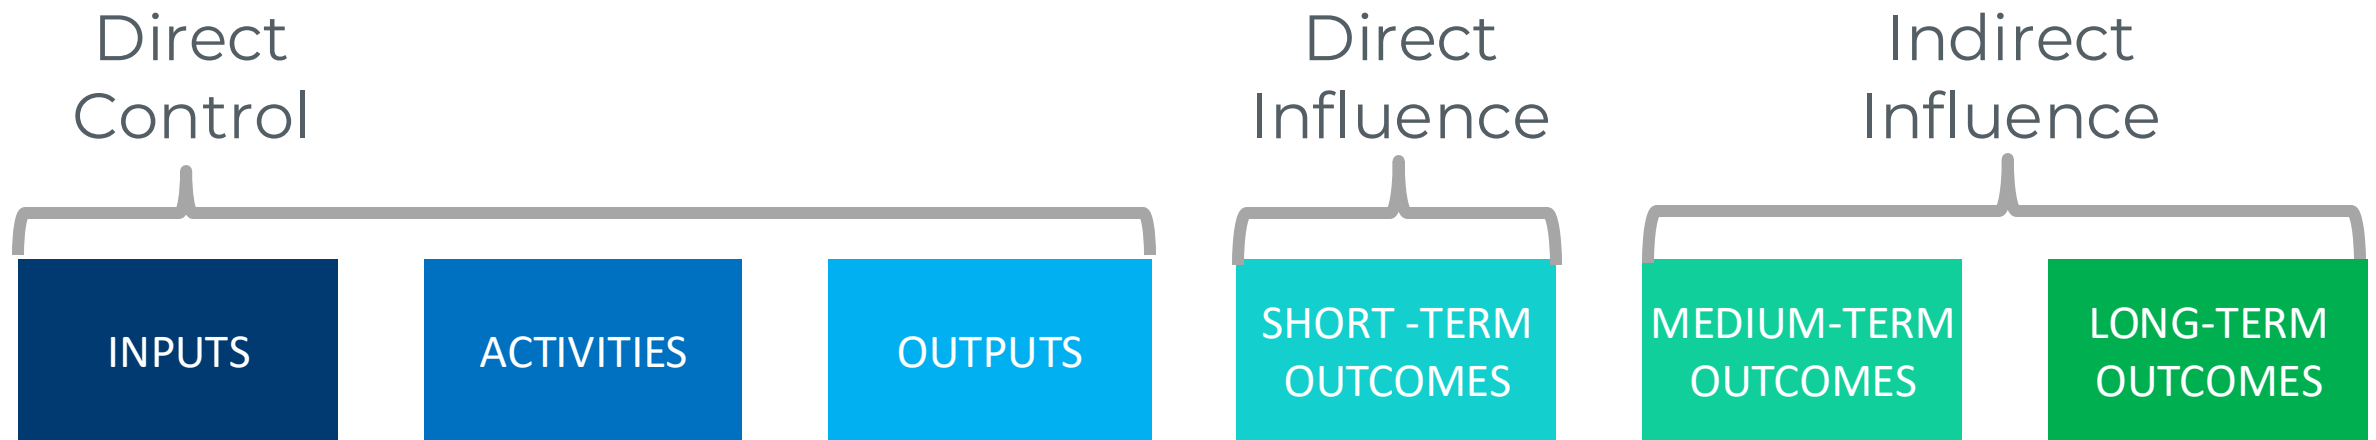 Direct
Control
Direct
Influence
Indirect
Influence
INPUTS
ACTIVITIES
OUTPUTS
SHORT -TERM
OUTCOMES
MEDIUM-TERM
OUTCOMES
LONG-TERM
OUTCOMES